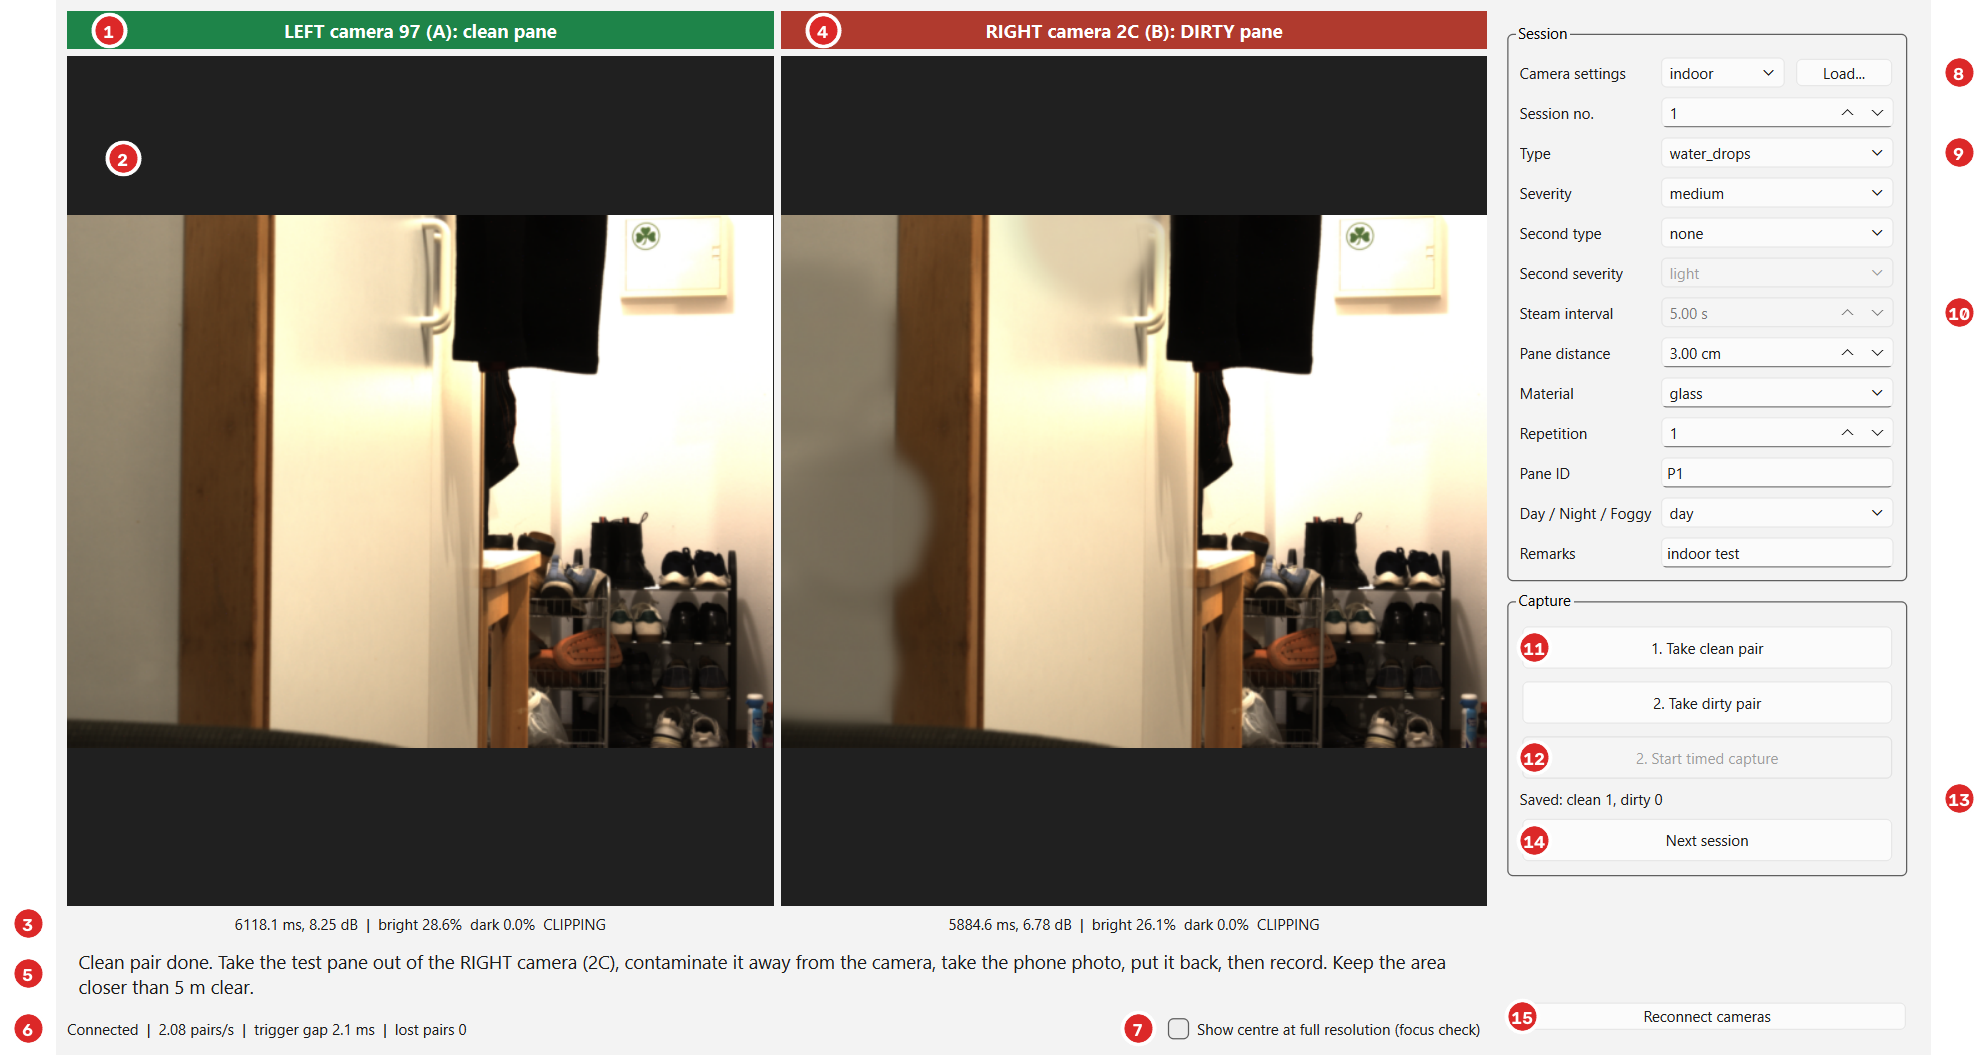 1 LEFT camera 97 (A): clean pane
4 RIGHT camera 2C (B): DIRTY pane
2
3 6118.1 ms, 8.25 dB | bright 28.6% dark 0.0% CLIPPING
5884.6 ms, 6.78 dB | bright 26.1% dark 0.0% CLIPPING
5 Clean pair done. Take the test pane out of the RIGHT camera (2C), contaminate it away from the camera, take the phone photo, put it back, then record. Keep the area
closer than 5 m clear.
6 Connected | 2.08 pairs/s | trigger gap 2.1 ms | lost pairs 0
7 Show centre at full resolution (focus check)
Session
Camera settings indoor Load... 8
Session no. 1
Type water_drops 9
Severity medium
Second type none
Second severity light
Steam interval 5.00 s 10
Pane distance 3.00 cm
Material glass
Repetition 1
Pane ID P1
Day / Night / Foggy day
Remarks indoor test
Capture
11 1. Take clean pair
2. Take dirty pair
12 2. Start timed capture
Saved: clean 1, dirty 0 13
14 Next session
15 Reconnect cameras